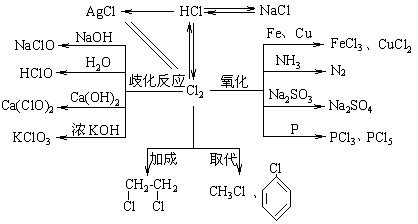 AgCl HCl NaCl
NaClO NaOH Fe、Cu FeCl₃、CuCl₂
HClO H₂O NH₃ N₂
歧化反应 Cl₂ 氧化
Ca(ClO)₂ Ca(OH)₂ Na₂SO₃ Na₂SO₄
KClO₃ 浓KOH P PCl₃、PCl₅
加成 取代
CH₂-CH₂ CH₃Cl 、 Cl
Cl Cl